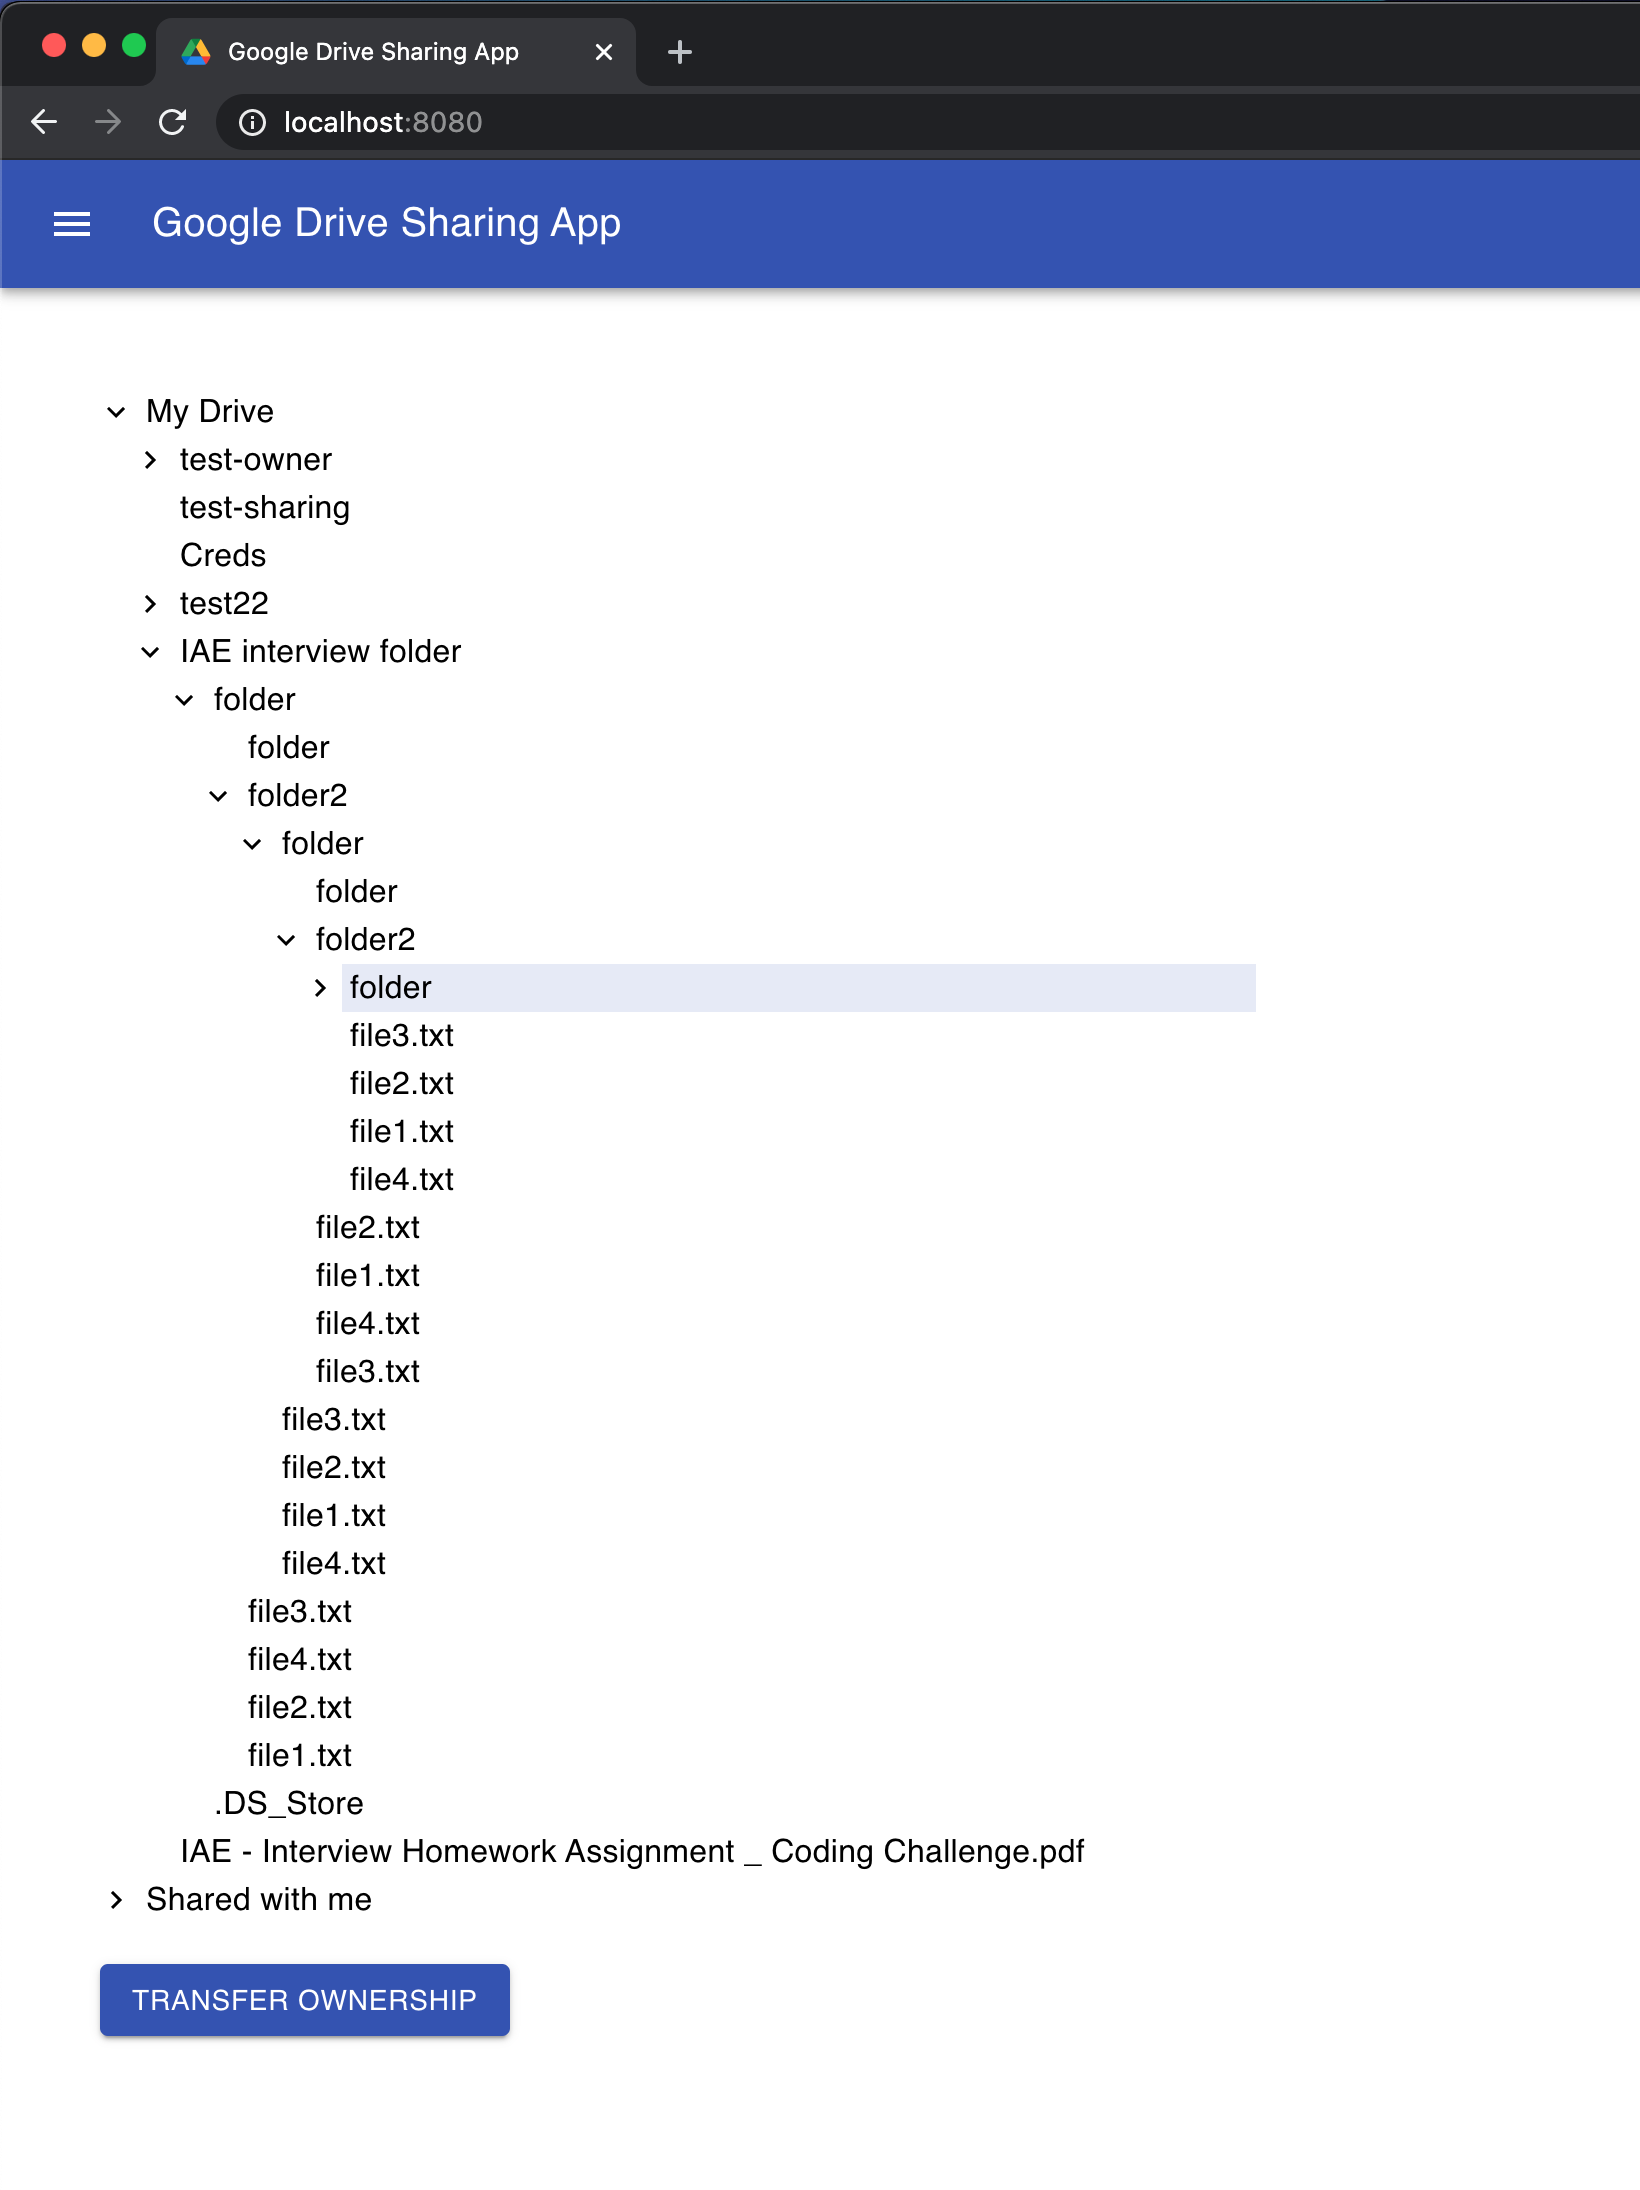 Google Drive Sharing App
localhost:8080
Google Drive Sharing App
My Drive
test-owner
test-sharing
Creds
test22
IAE interview folder
folder
folder
folder2
folder
folder
folder2
folder
file3.txt
file2.txt
file1.txt
file4.txt
file2.txt
file1.txt
file4.txt
file3.txt
file3.txt
file2.txt
file1.txt
file4.txt
file3.txt
file4.txt
file2.txt
file1.txt
.DS_Store
IAE - Interview Homework Assignment _ Coding Challenge.pdf
Shared with me
TRANSFER OWNERSHIP